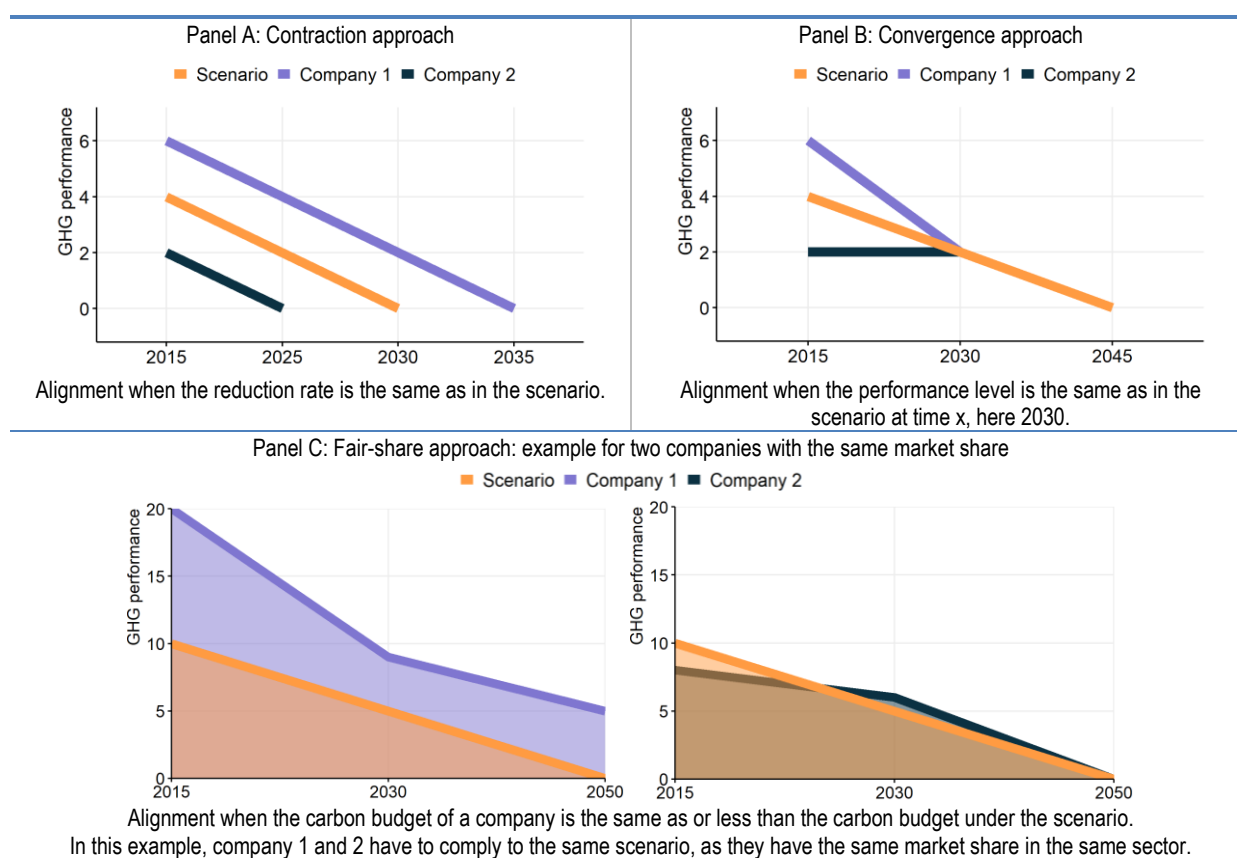 Panel A: Contraction approach
Scenario Company 1 Company 2
GHG performance
6
4
2
0
2015 2025 2030 2035
Alignment when the reduction rate is the same as in the scenario.
Panel B: Convergence approach
Scenario Company 1 Company 2
GHG performance
6
4
2
0
2015 2030 2045
Alignment when the performance level is the same as in the
scenario at time x, here 2030.
Panel C: Fair-share approach: example for two companies with the same market share
Scenario Company 1 Company 2
GHG performance
20
15
10
5
0
2015 2030 2050
GHG performance
20
15
10
5
0
2015 2030 2050
Alignment when the carbon budget of a company is the same as or less than the carbon budget under the scenario.
In this example, company 1 and 2 have to comply to the same scenario, as they have the same market share in the same sector.